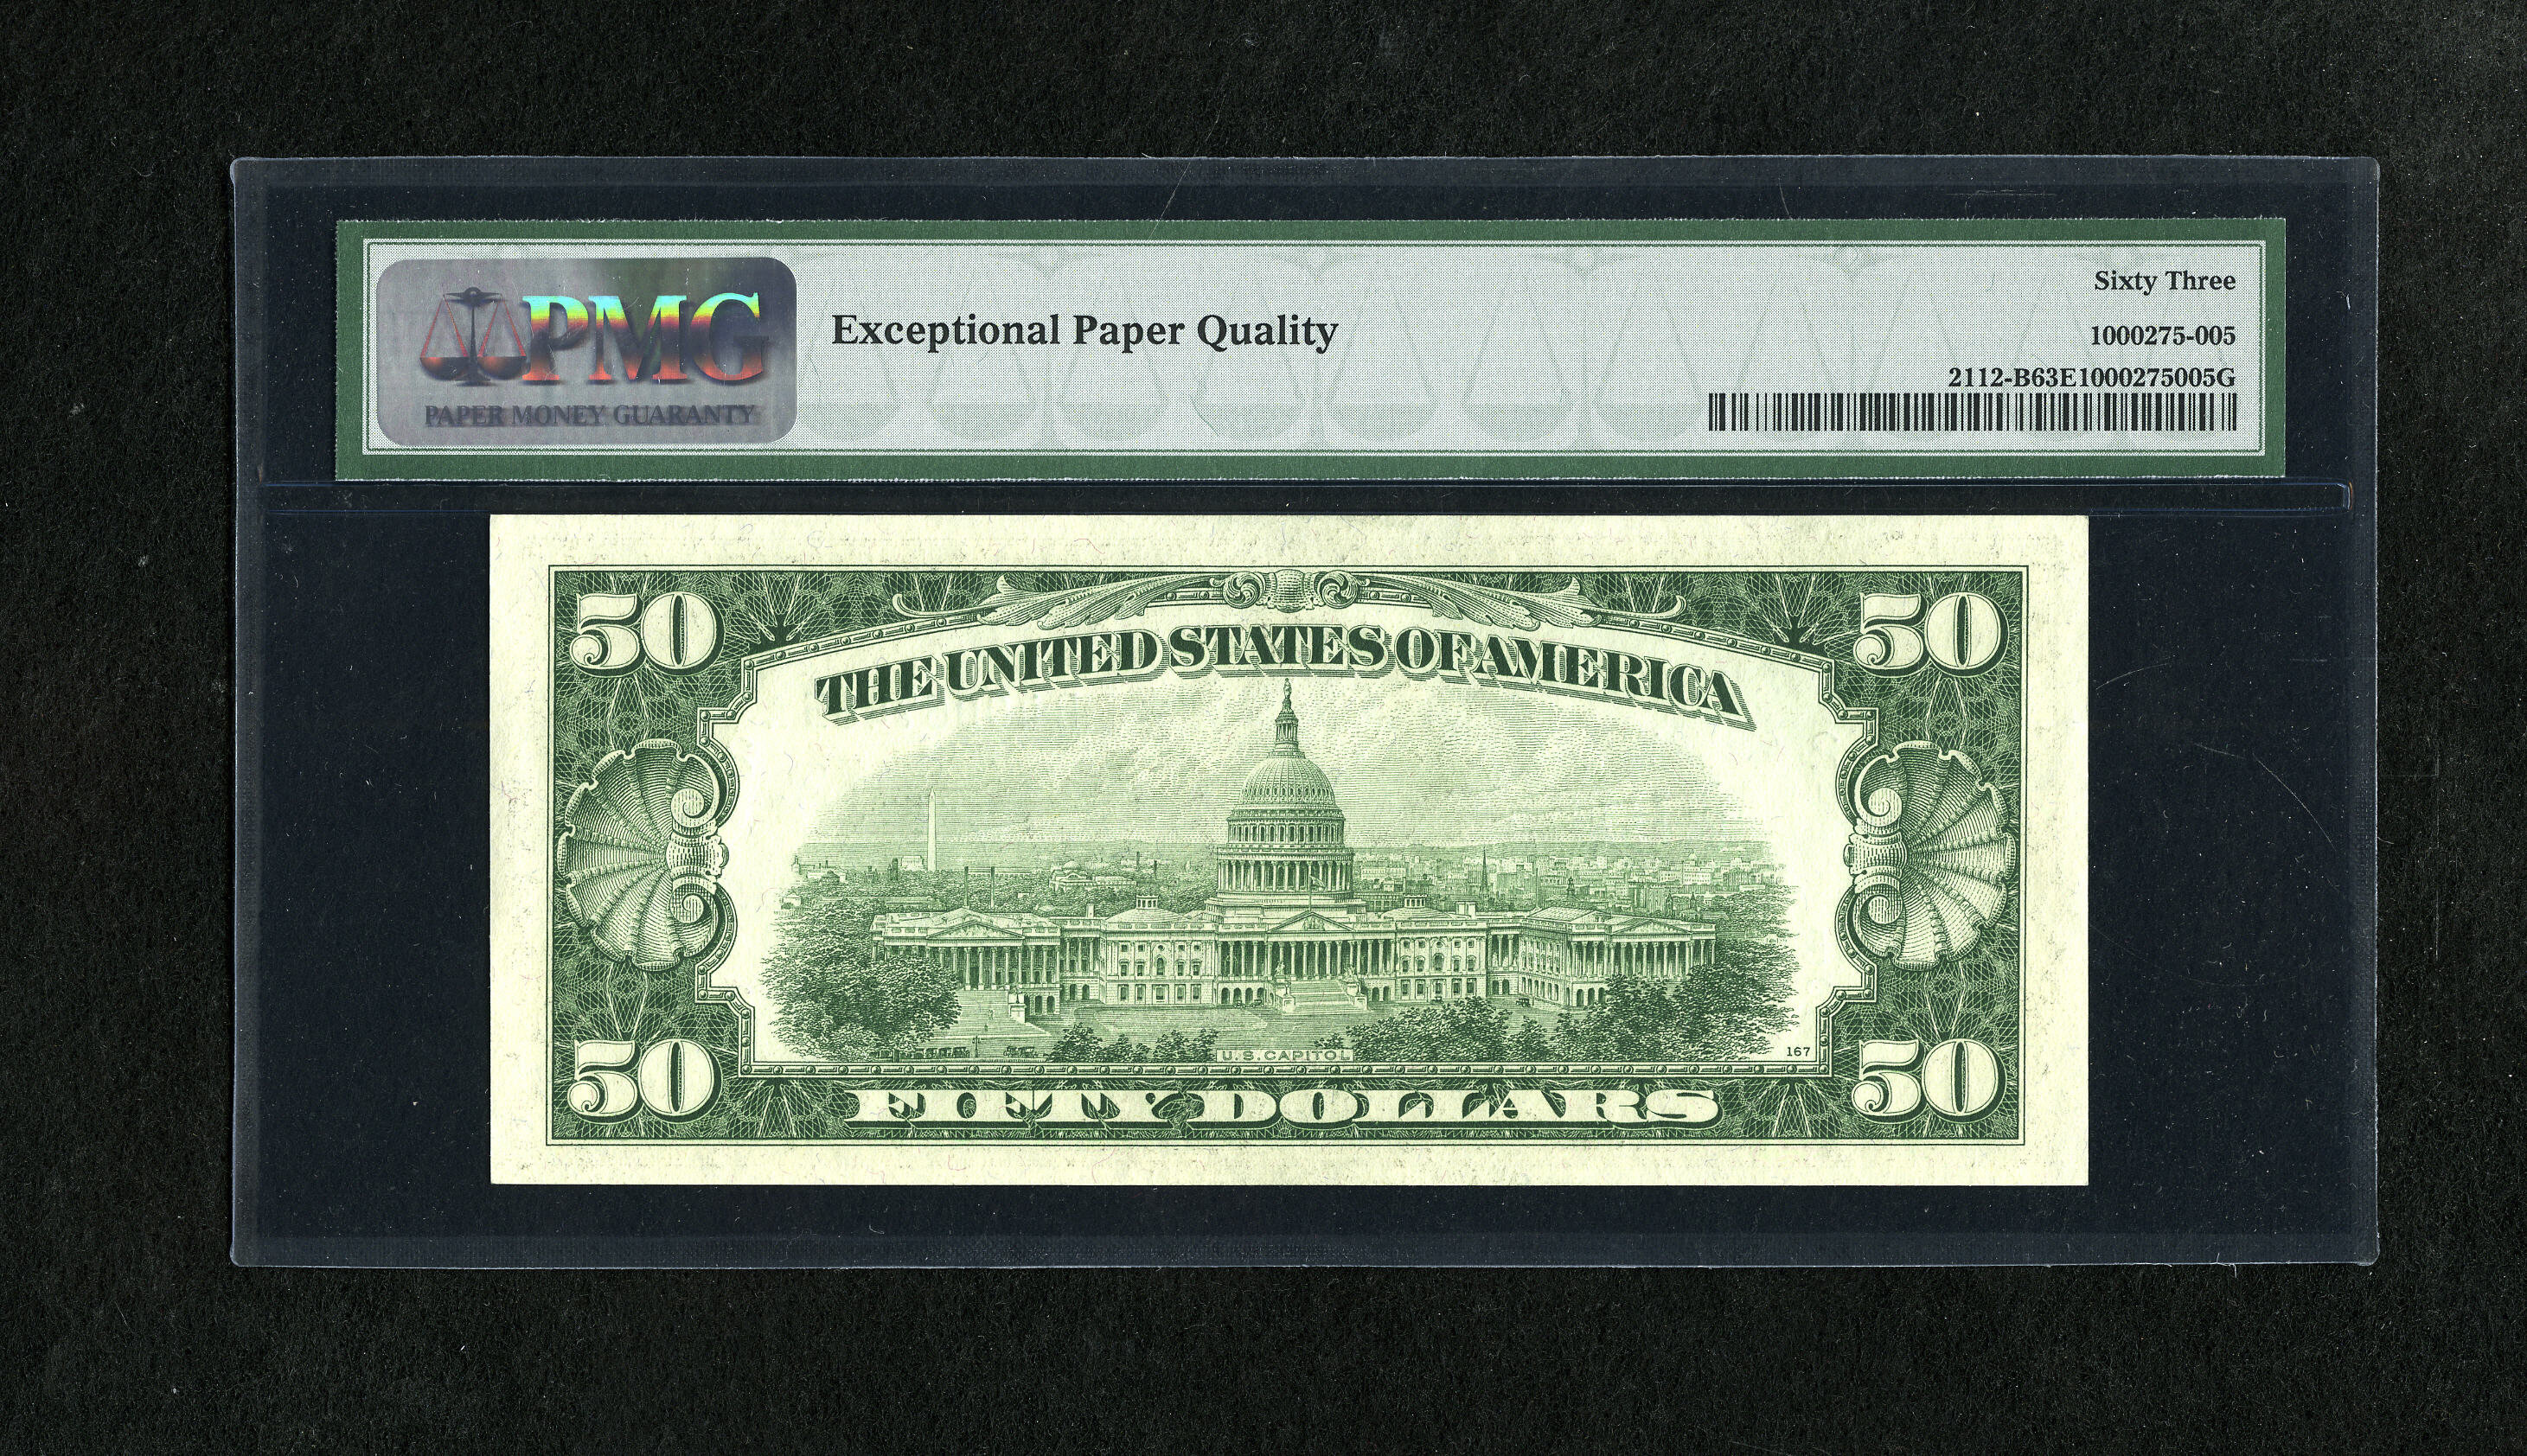 PMG
PAPER MONEY GUARANTY
Exceptional Paper Quality
Sixty Three
1000275-005
2112-B63E1000275005G
50
50
THE UNITED STATES OF AMERICA
U.S. CAPITOL
167
50
50
FIFTY DOLLARS